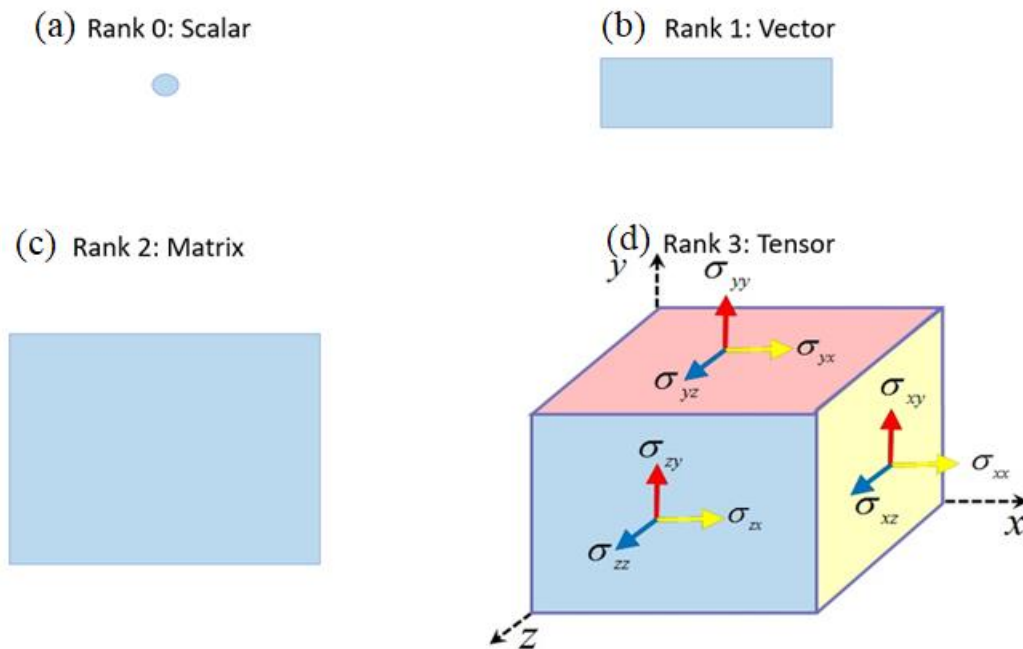 (a) Rank 0: Scalar
(b) Rank 1: Vector
(c) Rank 2: Matrix
(d) Rank 3: Tensor
y
σyy
σyx
σyz
σxy
σxx
σxz
σzy
σzx
σzz
x
z